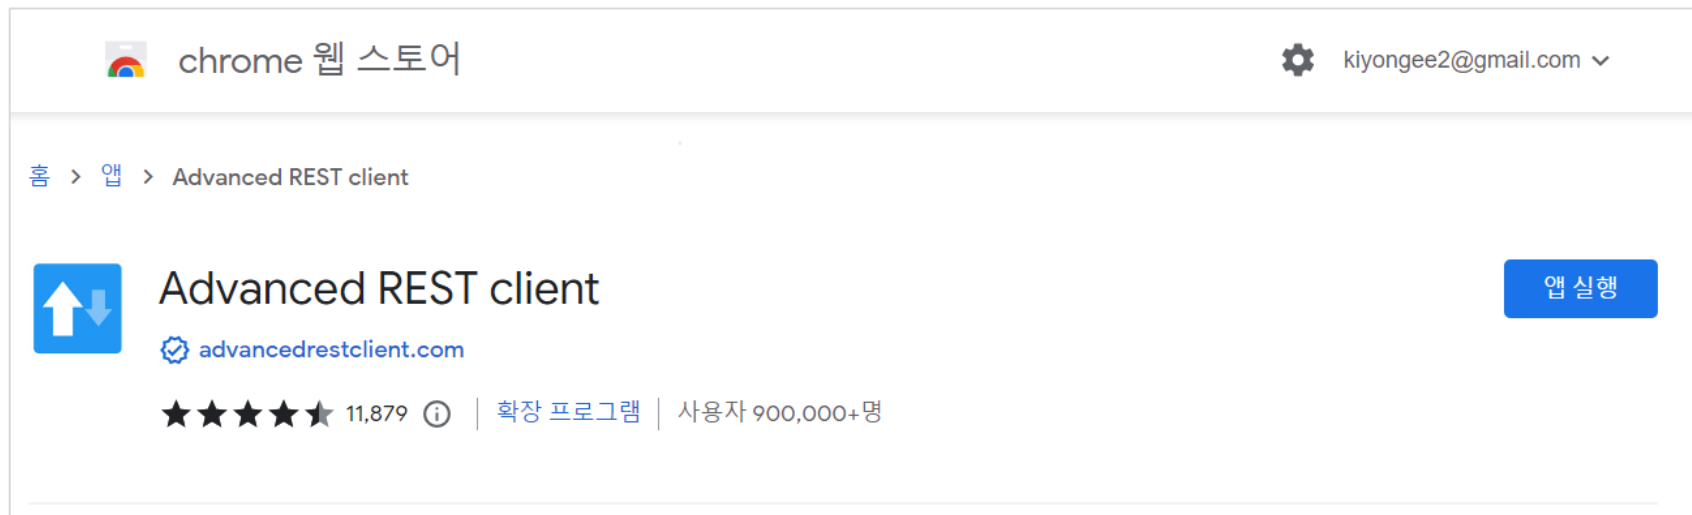 chrome 웹 스토어
kiyongee2@gmail.com
홈 > 앱 > Advanced REST client
Advanced REST client
앱 실행
advancedrestclient.com
11,879 확장 프로그램 사용자 900,000+명